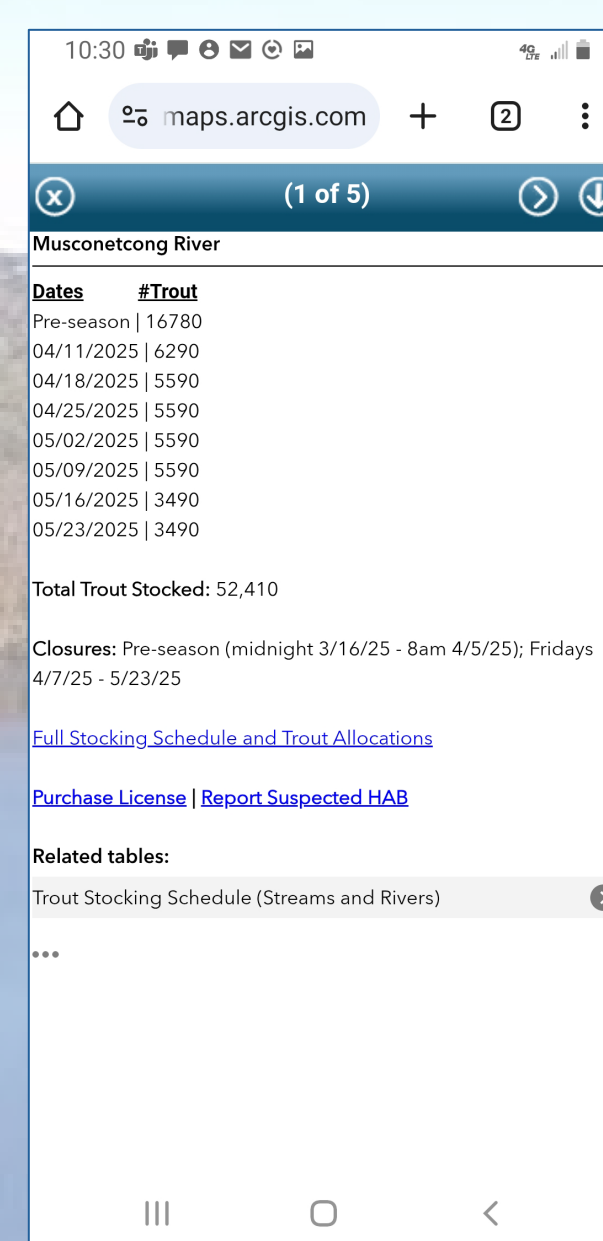 10:30
4G LTE
maps.arcgis.com
2
(1 of 5)
Musconetcong River
Dates #Trout
Pre-season | 16780
04/11/2025 | 6290
04/18/2025 | 5590
04/25/2025 | 5590
05/02/2025 | 5590
05/09/2025 | 5590
05/16/2025 | 3490
05/23/2025 | 3490
Total Trout Stocked: 52,410
Closures: Pre-season (midnight 3/16/25 - 8am 4/5/25); Fridays
4/7/25 - 5/23/25
Full Stocking Schedule and Trout Allocations
Purchase License | Report Suspected HAB
Related tables:
Trout Stocking Schedule (Streams and Rivers)